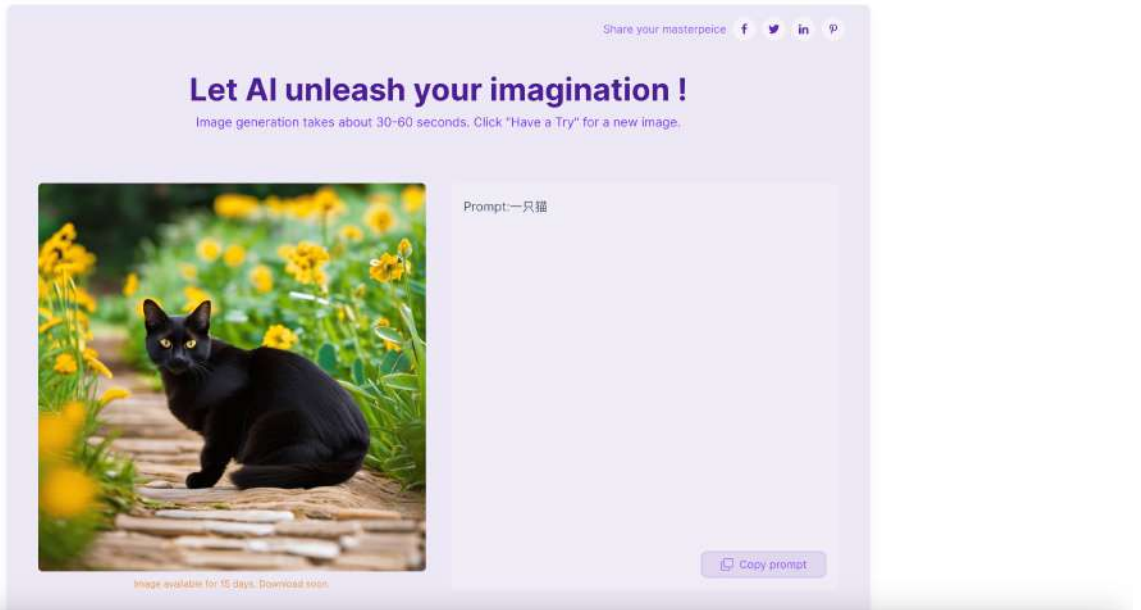 Share your masterpeice
Let AI unleash your imagination !
Image generation takes about 30-60 seconds. Click "Have a Try" for a new image.
Prompt:一只猫
Copy prompt
Image available for 15 days. Download soon.